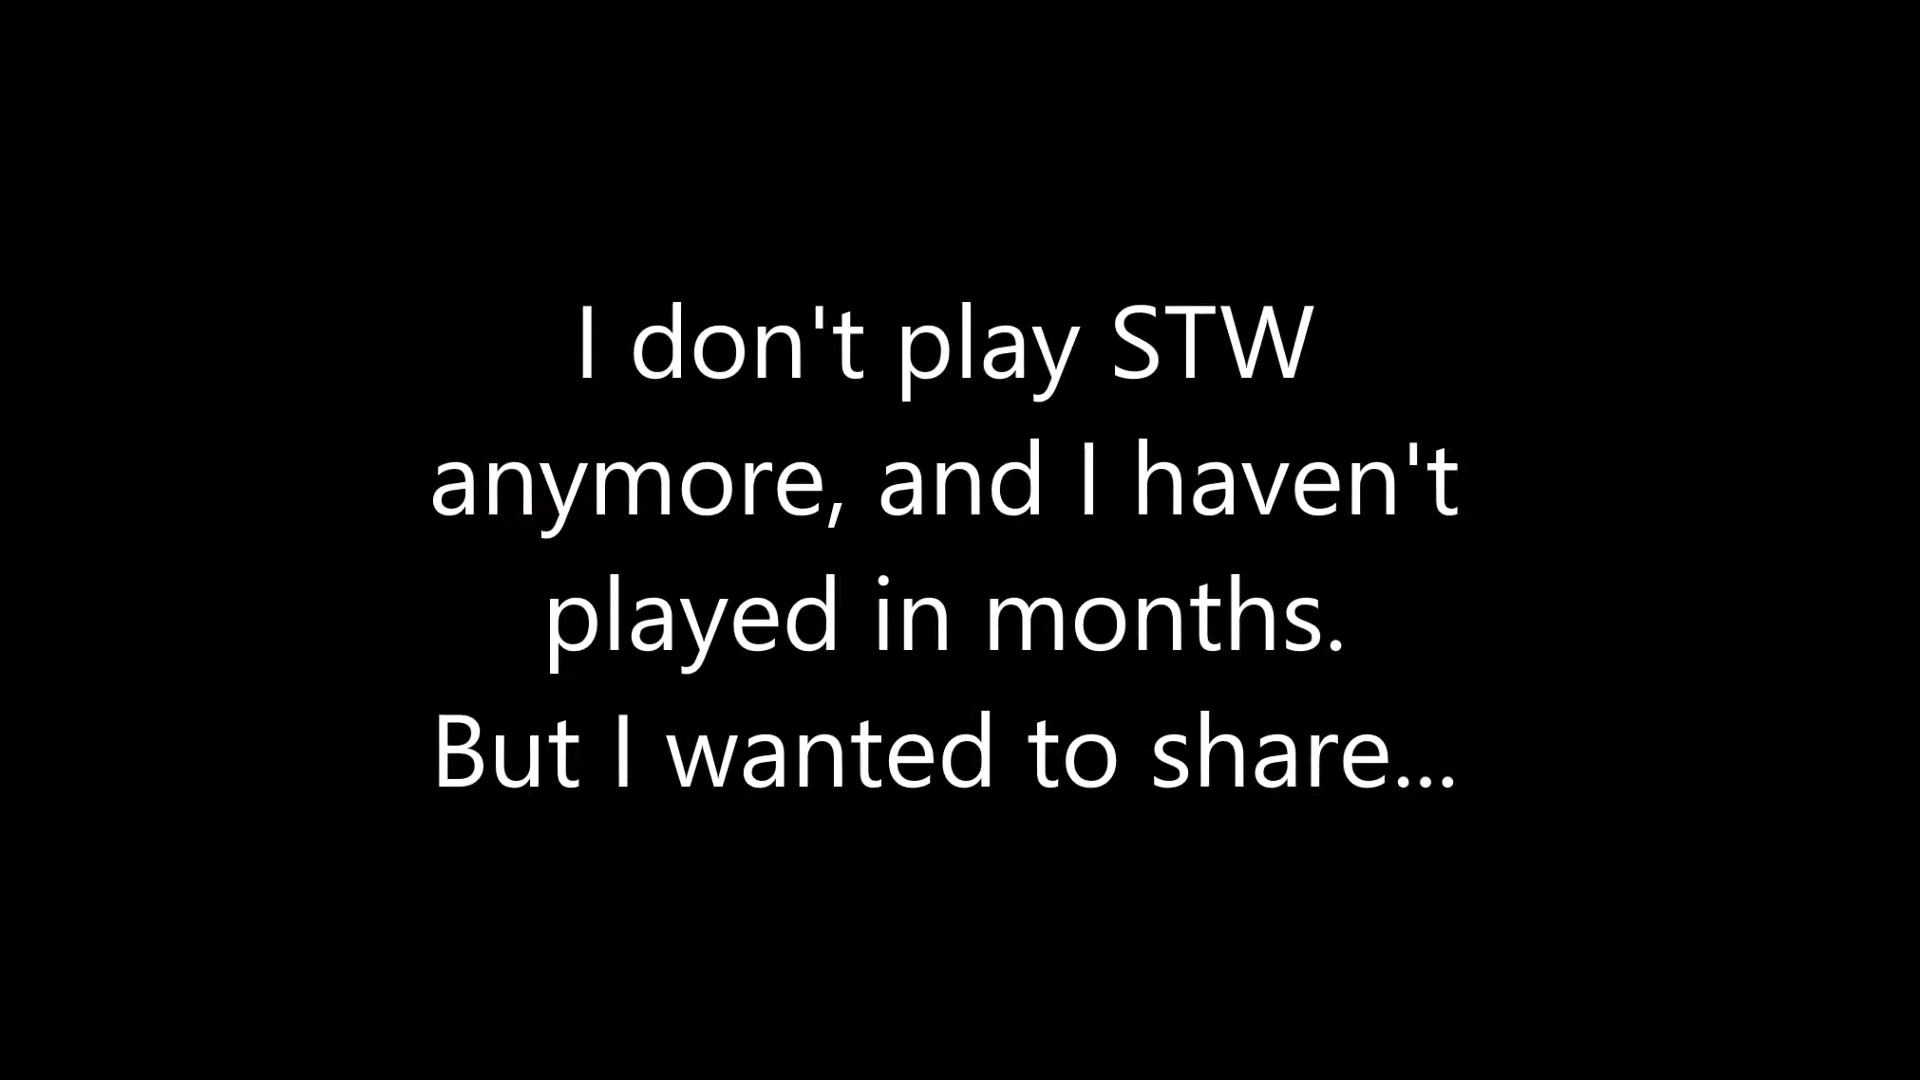 I don't play STW
anymore, and I haven't
played in months.
But I wanted to share...